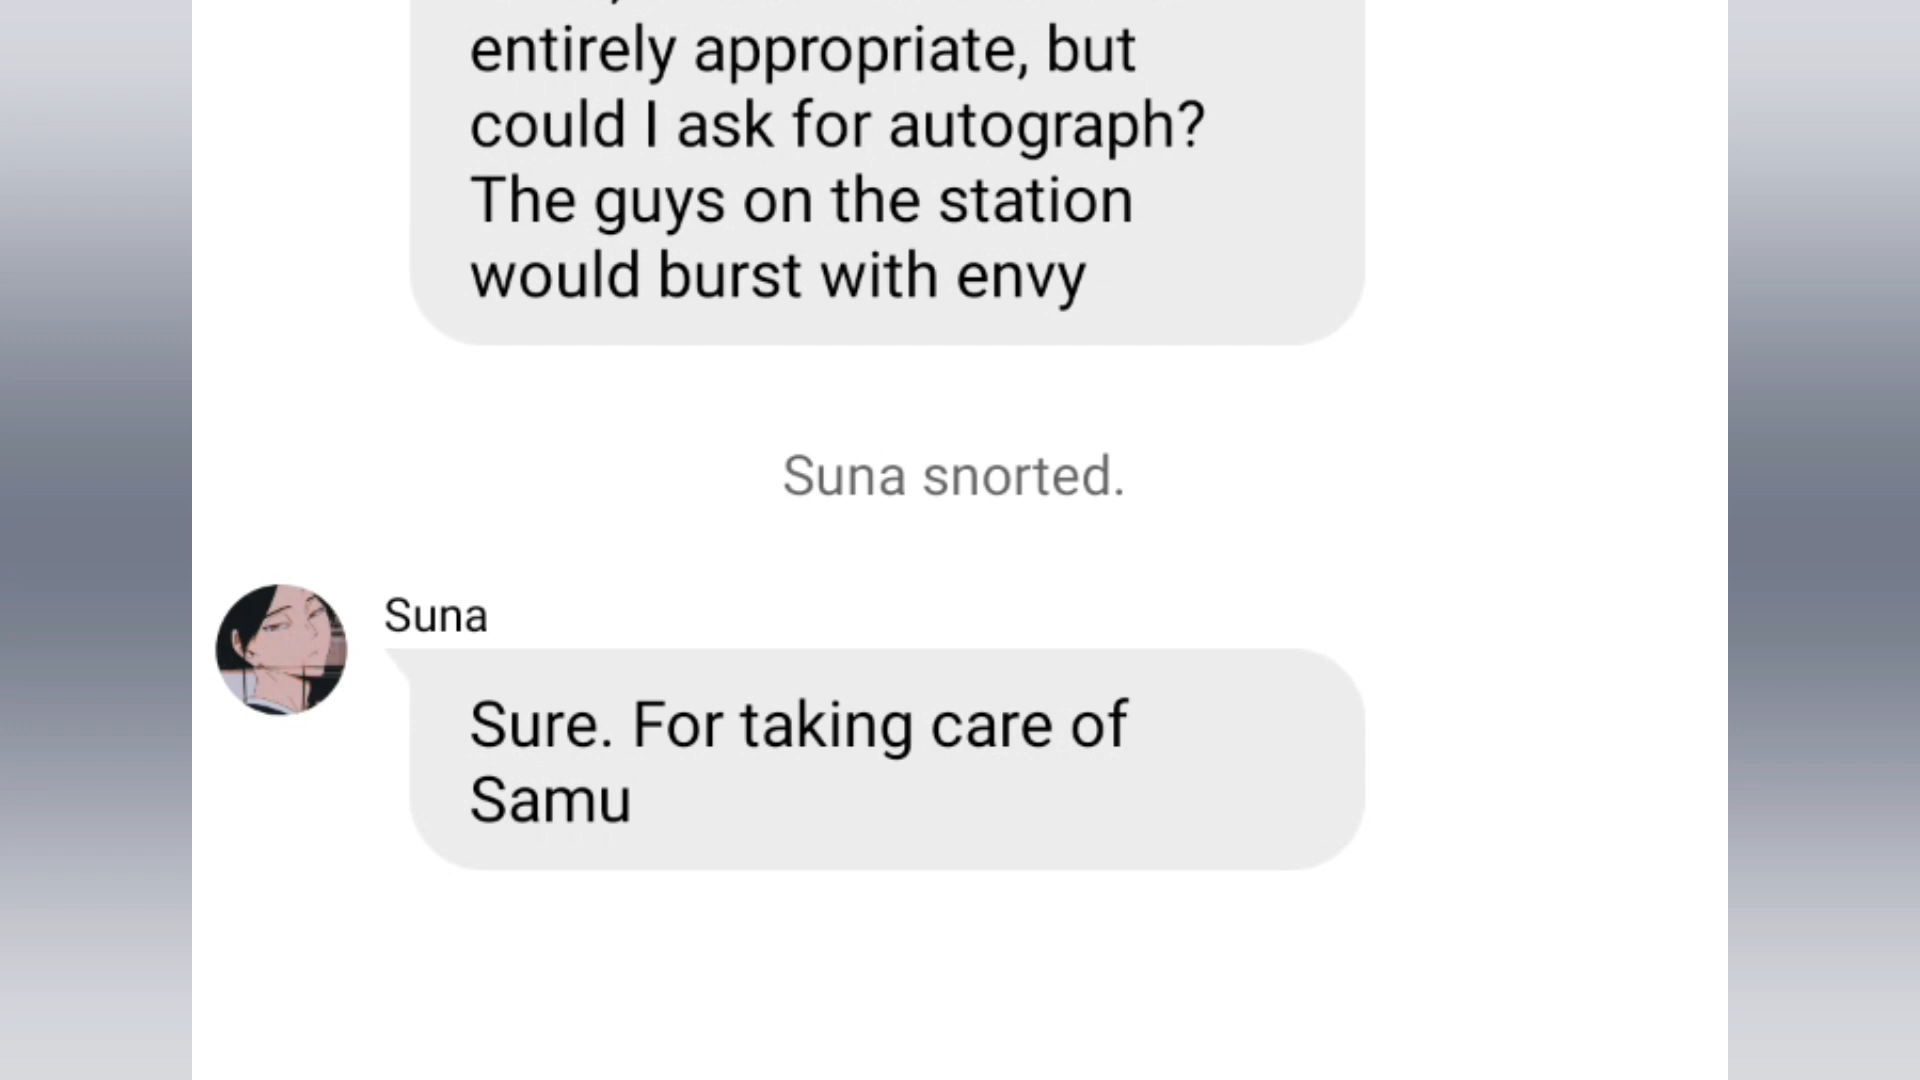 entirely appropriate, but
could I ask for autograph?
The guys on the station
would burst with envy
Suna snorted.
Suna
Sure. For taking care of
Samu